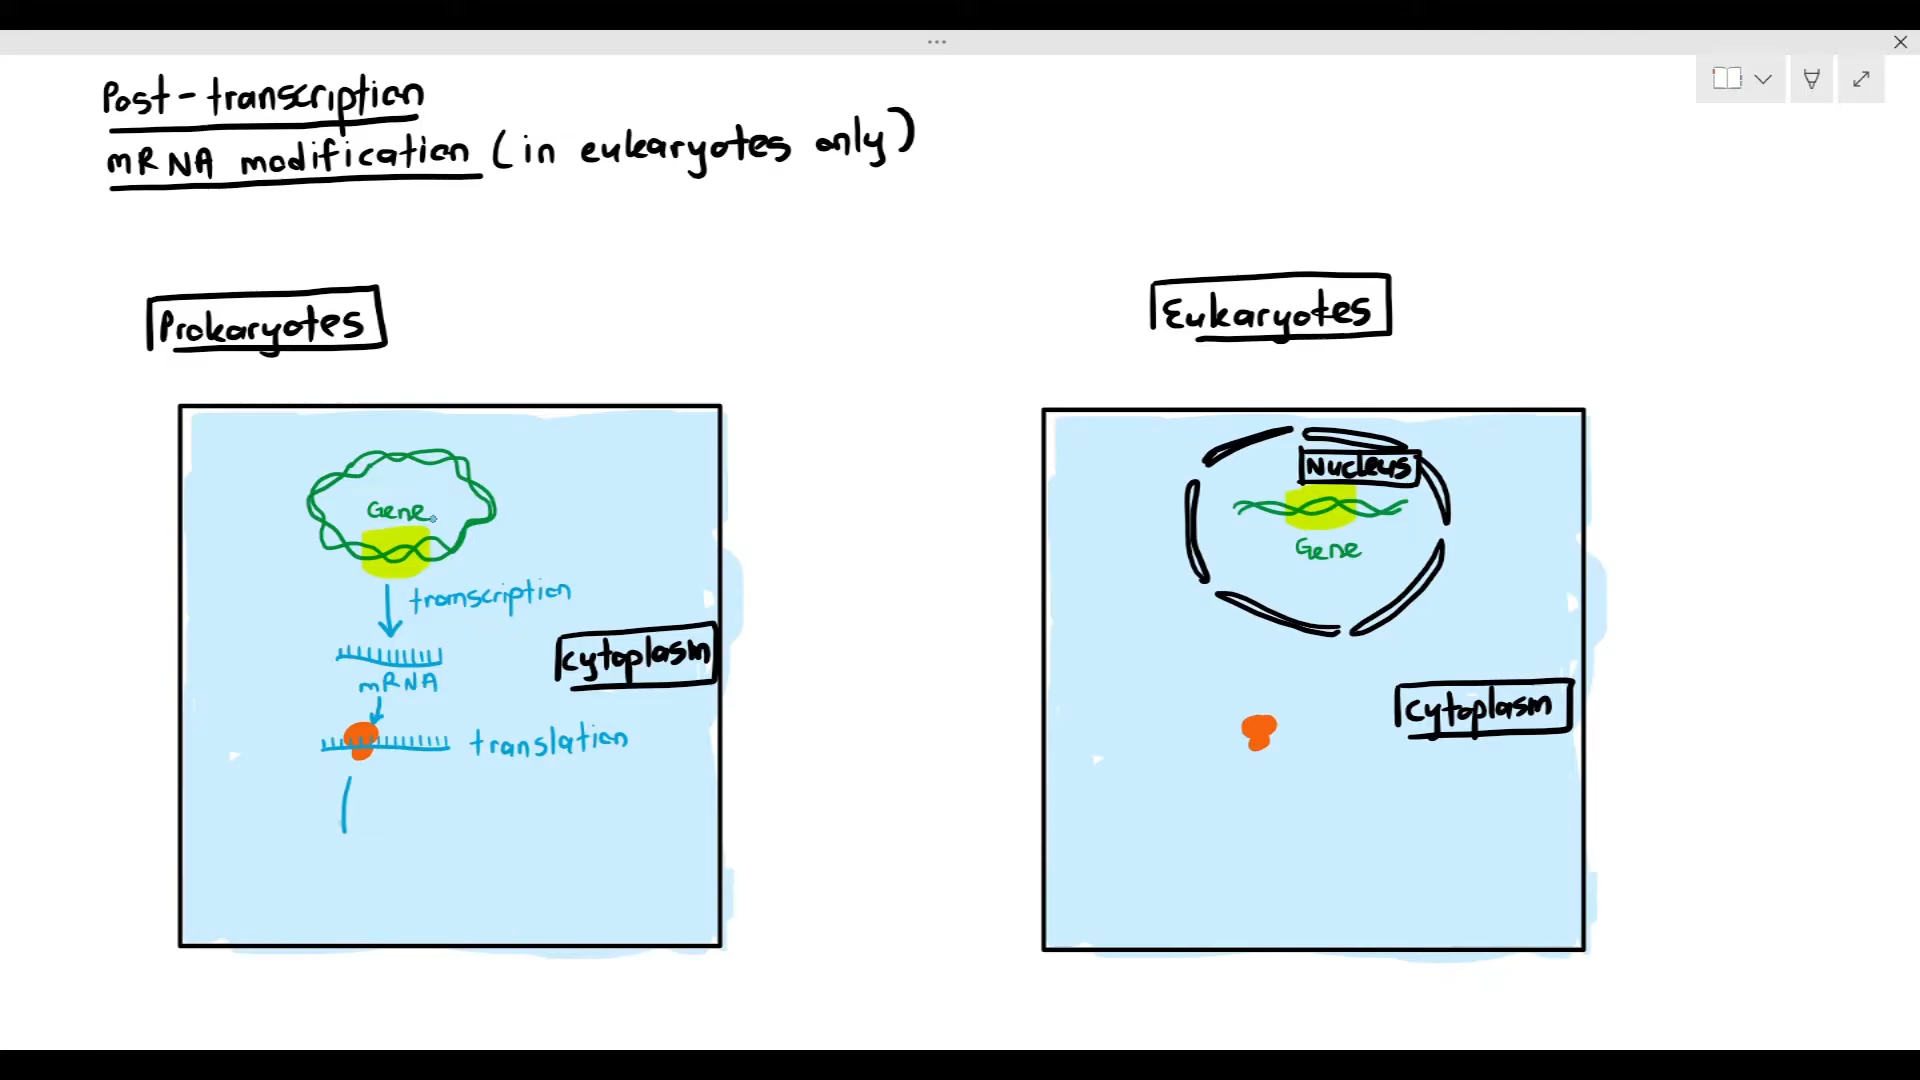 Post-transcription
mRNA modification (in eukaryotes only)
Prokaryotes
Eukaryotes
Gene
transcription
mRNA
translation
cytoplasm
Nucleus
Gene
cytoplasm